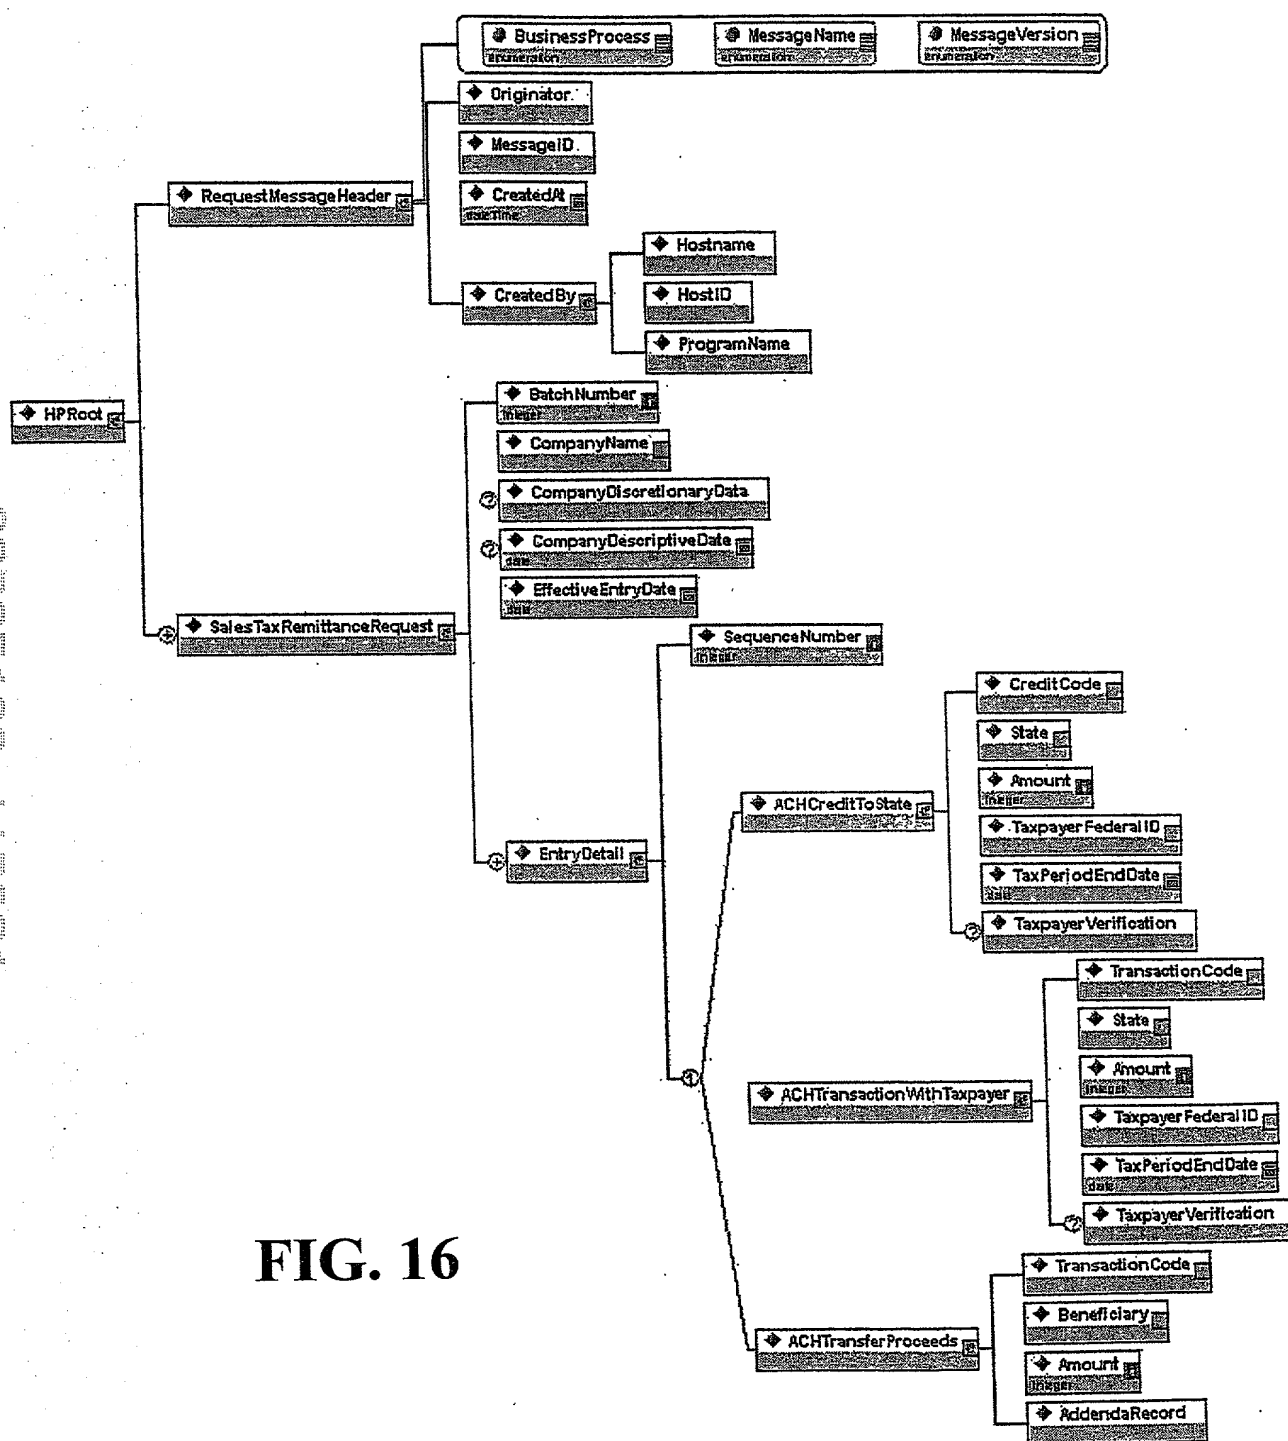 BusinessProcess
enumeration
MessageName
enumeration
MessageVersion
enumeration
Originator
MessageID
RequestMessageHeader
CreatedAt
dateTime
Hostname
CreatedBy
HostID
ProgramName
HPRoot
BatchNumber
integer
CompanyName
? CompanyDiscretionaryData
? CompanyDescriptiveDate
date
EffectiveEntryDate
date
+ SalesTaxRemittanceRequest
SequenceNumber
integer
CreditCode
State
Amount
integer
ACHCreditToState
TaxpayerFederalID
+ EntryDetail
TaxPeriodEndDate
date
? TaxpayerVerification
TransactionCode
State
1
Amount
integer
ACHTransactionWithTaxpayer
TaxpayerFederalID
TaxPeriodEndDate
date
? TaxpayerVerification
FIG. 16
TransactionCode
Beneficiary
ACHTransferProceeds
Amount
integer
AddendaRecord